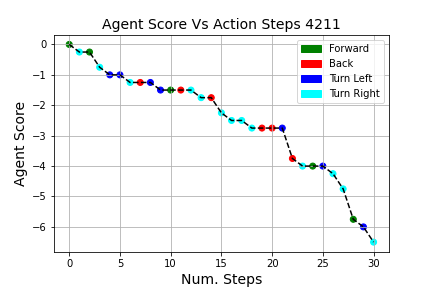 Agent Score Vs Action Steps 4211
Forward
Back
Turn Left
Turn Right
Agent Score
0
−1
−2
−3
−4
−5
−6
0 5 10 15 20 25 30
Num. Steps